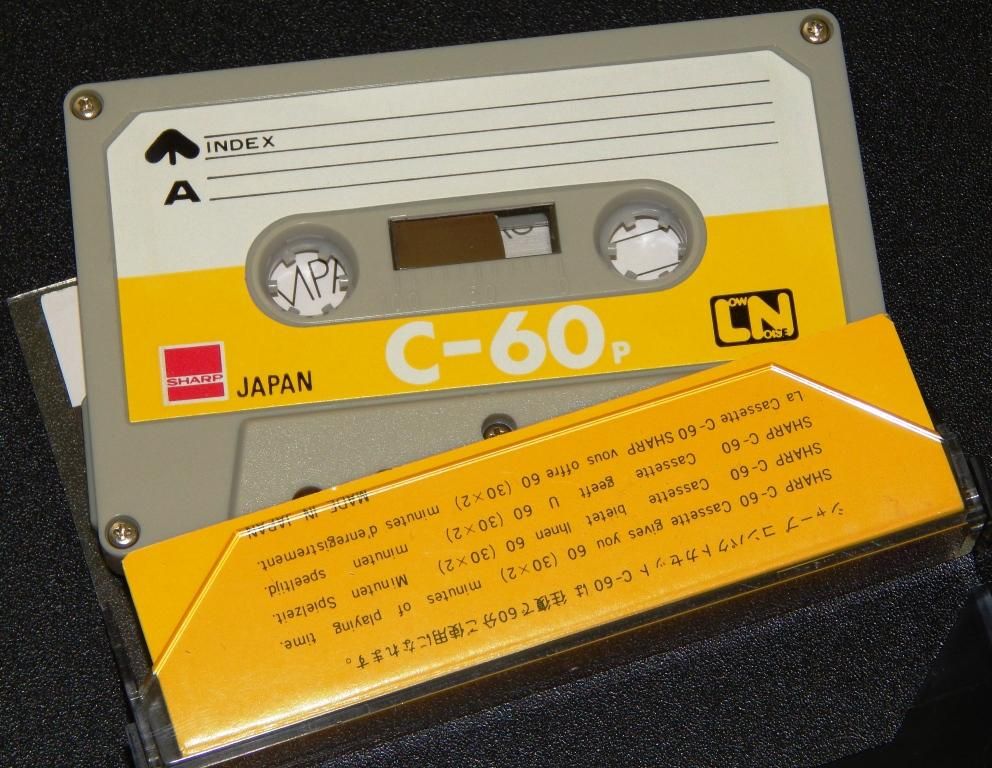 INDEX
A
C-60P
LOW
LN
NOISE
SHARP
JAPAN
シャープ コンパクトカセット C-60 は 往復で60分ご使用になれます。
SHARP C-60 Cassette gives you 60 (30×2) minutes of playing time.
SHARP C-60 Cassette bietet Ihnen 60 (30×2) Minuten Spielzeit.
SHARP C-60 Cassette geeft U 60 (30×2) minuten Speeltijd.
La Cassette C-60 SHARP vous offre 60 (30×2) minutes d'enregistrement.
MADE IN JAPAN